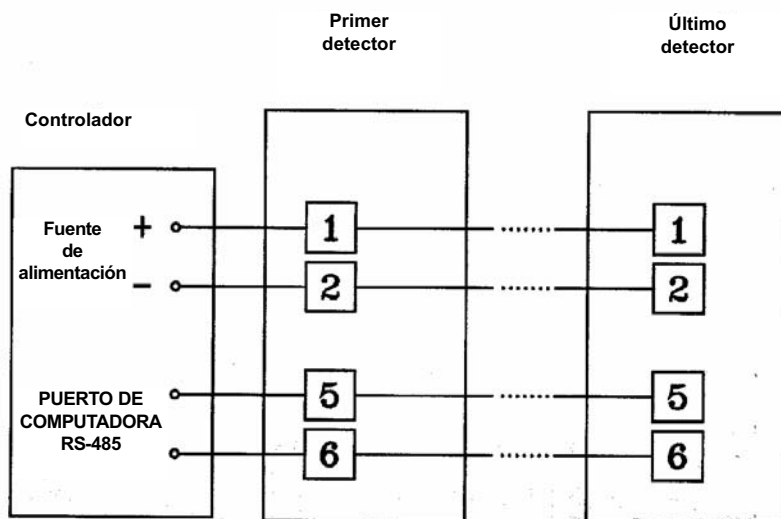 Primer
detector
Último
detector
Controlador
Fuente
de
alimentación
+
−
PUERTO DE
COMPUTADORA
RS-485
1
2
5
6
1
2
5
6